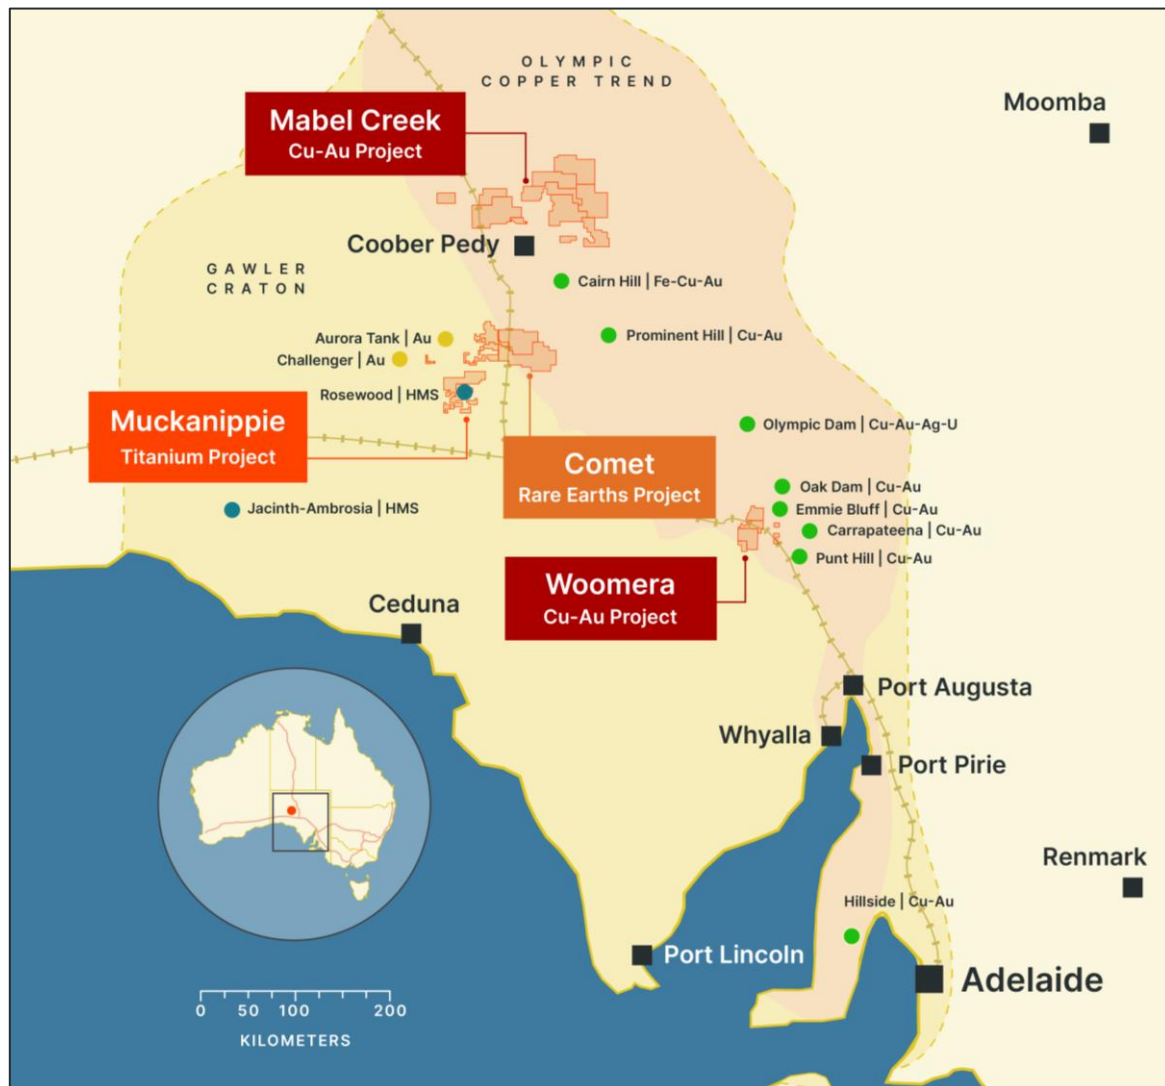 OLYMPIC
COPPER TREND
Moomba
Mabel Creek
Cu-Au Project
Coober Pedy
GAWLER
CRATON
Cairn Hill | Fe-Cu-Au
Aurora Tank | Au
Prominent Hill | Cu-Au
Challenger | Au
Rosewood | HMS
Muckanippie
Titanium Project
Olympic Dam | Cu-Au-Ag-U
Comet
Rare Earths Project
Oak Dam | Cu-Au
Jacinth-Ambrosia | HMS
Emmie Bluff | Cu-Au
Carrapateena | Cu-Au
Punt Hill | Cu-Au
Woomera
Cu-Au Project
Ceduna
Port Augusta
Whyalla
Port Pirie
Renmark
Hillside | Cu-Au
Port Lincoln
Adelaide
0 50 100 200
KILOMETERS